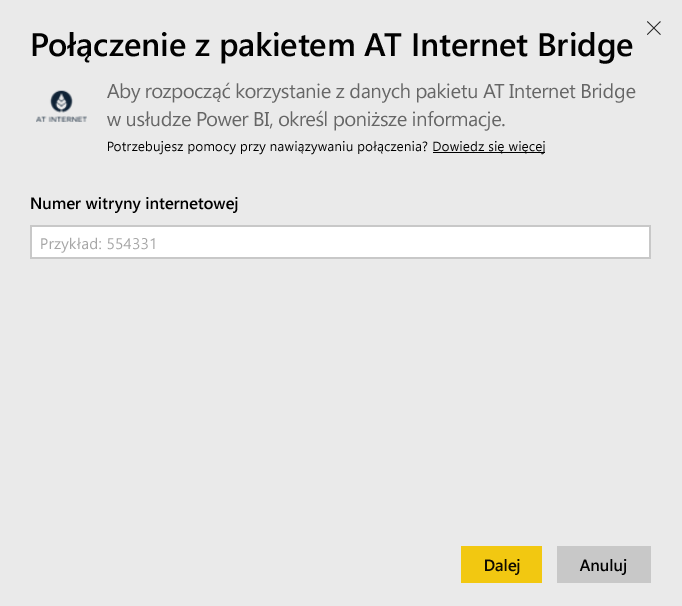 Połączenie z pakietem AT Internet Bridge
AT INTERNET
Aby rozpocząć korzystanie z danych pakietu AT Internet Bridge
w usłudze Power BI, określ poniższe informacje.
Potrzebujesz pomocy przy nawiązywaniu połączenia? Dowiedz się więcej
Numer witryny internetowej
Przykład: 554331
Dalej
Anuluj